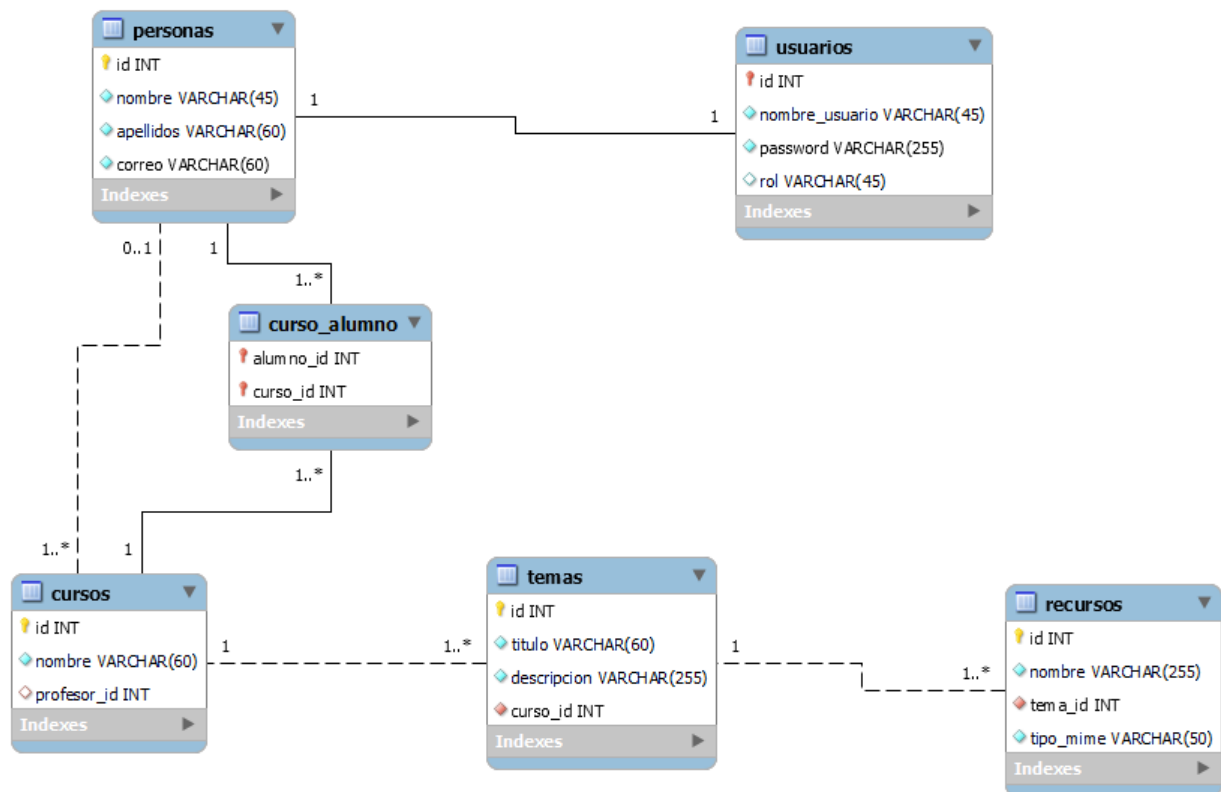 personas
id INT
nombre VARCHAR(45)
apellidos VARCHAR(60)
correo VARCHAR(60)
Indexes
usuarios
id INT
nombre_usuario VARCHAR(45)
password VARCHAR(255)
rol VARCHAR(45)
Indexes
1
1
0..1
1
1..*
curso_alumno
alumno_id INT
curso_id INT
Indexes
1..*
1..*
1
cursos
id INT
nombre VARCHAR(60)
profesor_id INT
Indexes
1
1..*
temas
id INT
titulo VARCHAR(60)
descripcion VARCHAR(255)
curso_id INT
Indexes
1
1..*
recursos
id INT
nombre VARCHAR(255)
tema_id INT
tipo_mime VARCHAR(50)
Indexes